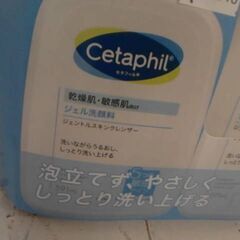 Cetaphil®
セタフィル®
乾燥肌・敏感肌向け
ジェル洗顔料
ジェントルスキンクレンザー
洗いながらうるおし、
しっとり洗い上げる
泡立てず、やさしく
しっとり洗い上げる